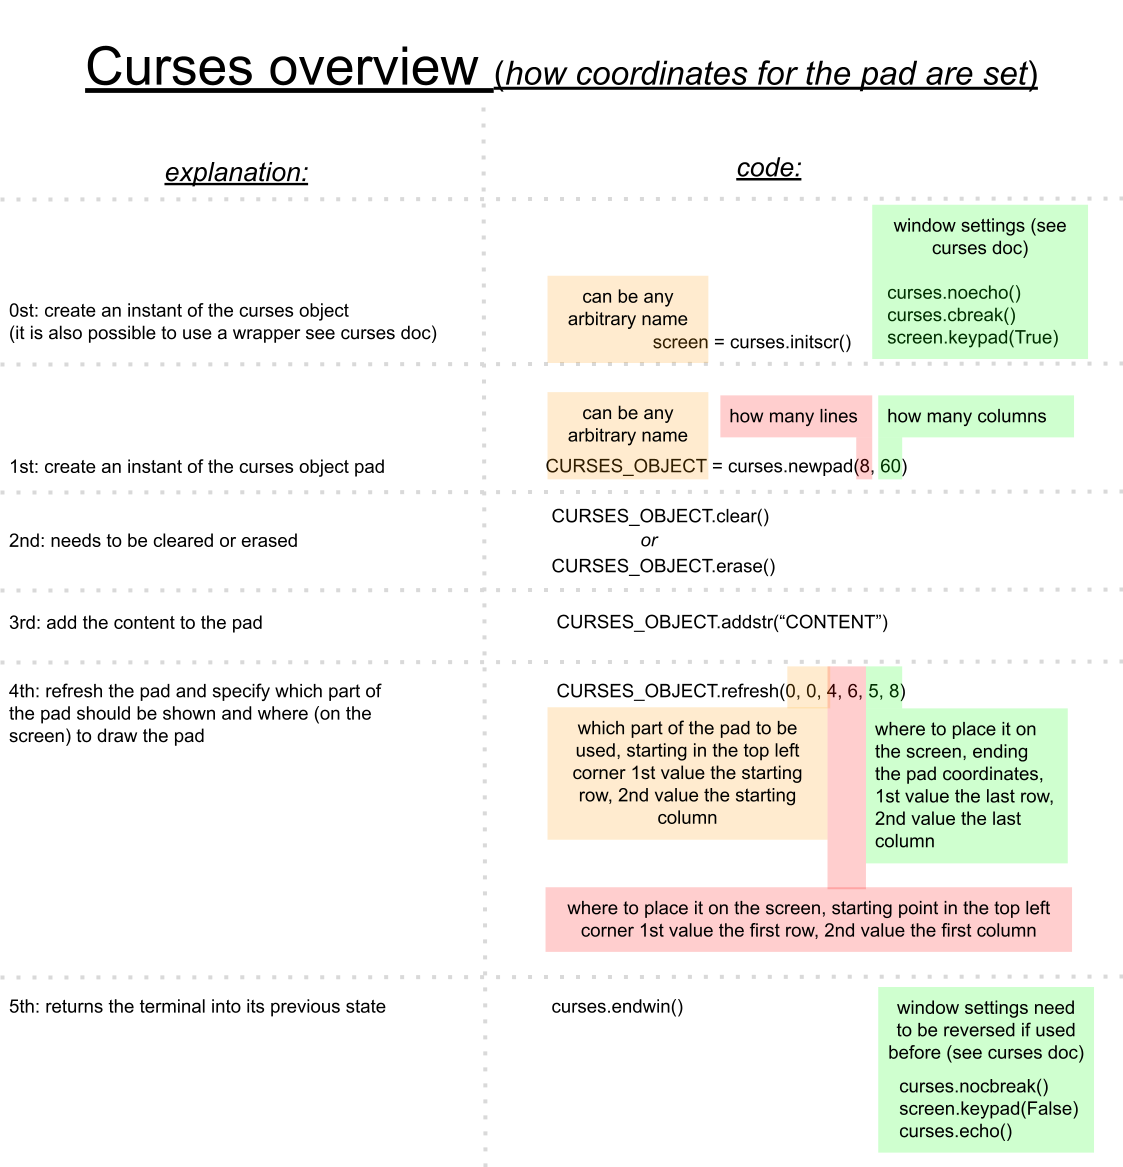 Curses overview (how coordinates for the pad are set)
explanation:
code:
0st: create an instant of the curses object
(it is also possible to use a wrapper see curses doc)
can be any
arbitrary name
screen = curses.initscr()
window settings (see
curses doc)
curses.noecho()
curses.cbreak()
screen.keypad(True)
1st: create an instant of the curses object pad
can be any
arbitrary name
how many lines
how many columns
CURSES_OBJECT = curses.newpad(8, 60)
2nd: needs to be cleared or erased
CURSES_OBJECT.clear()
or
CURSES_OBJECT.erase()
3rd: add the content to the pad
CURSES_OBJECT.addstr(“CONTENT”)
4th: refresh the pad and specify which part of
the pad should be shown and where (on the
screen) to draw the pad
CURSES_OBJECT.refresh(0, 0, 4, 6, 5, 8)
which part of the pad to be
used, starting in the top left
corner 1st value the starting
row, 2nd value the starting
column
where to place it on
the screen, ending
the pad coordinates,
1st value the last row,
2nd value the last
column
where to place it on the screen, starting point in the top left
corner 1st value the first row, 2nd value the first column
5th: returns the terminal into its previous state
curses.endwin()
window settings need
to be reversed if used
before (see curses doc)
curses.nocbreak()
screen.keypad(False)
curses.echo()